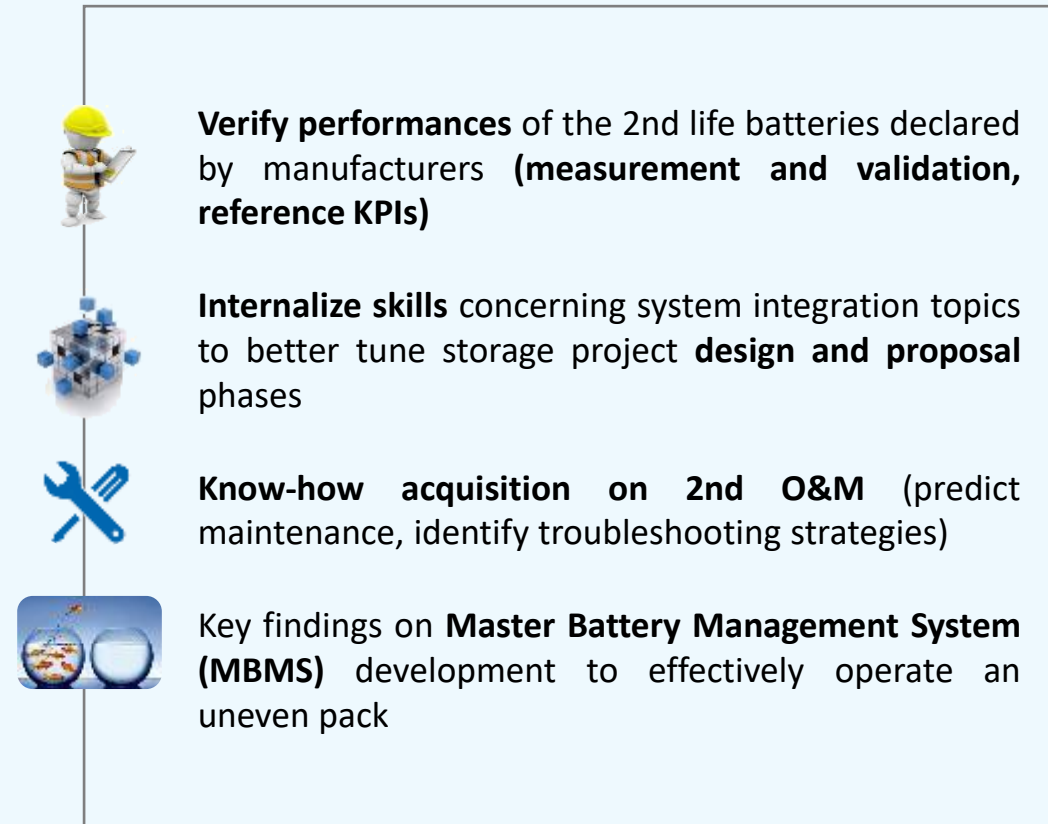 Verify performances of the 2nd life batteries declared
by manufacturers (measurement and validation,
reference KPIs)
Internalize skills concerning system integration topics
to better tune storage project design and proposal
phases
Know-how acquisition on 2nd O&M (predict
maintenance, identify troubleshooting strategies)
Key findings on Master Battery Management System
(MBMS) development to effectively operate an
uneven pack